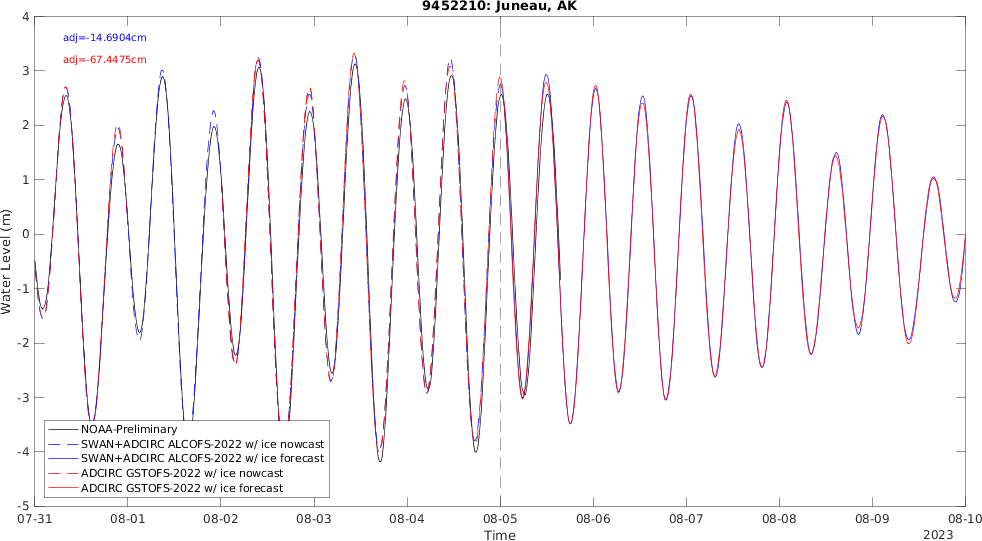 9452210: Juneau, AK
adj=-14.6904cm
adj=-67.4475cm
4
3
2
1
0
-1
-2
-3
-4
-5
Water Level (m)
NOAA-Preliminary
SWAN+ADCIRC ALCOFS-2022 w/ ice nowcast
SWAN+ADCIRC ALCOFS-2022 w/ ice forecast
ADCIRC GSTOFS-2022 w/ ice nowcast
ADCIRC GSTOFS-2022 w/ ice forecast
07-31 08-01 08-02 08-03 08-04 08-05 08-06 08-07 08-08 08-09 08-10
Time
2023